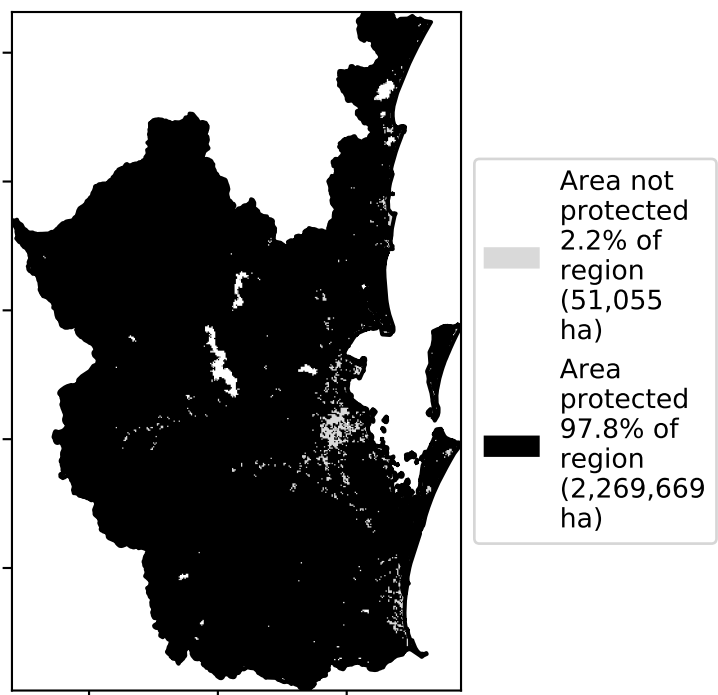 Area not
protected
2.2% of
region
(51,055
ha)
Area
protected
97.8% of
region
(2,269,669
ha)